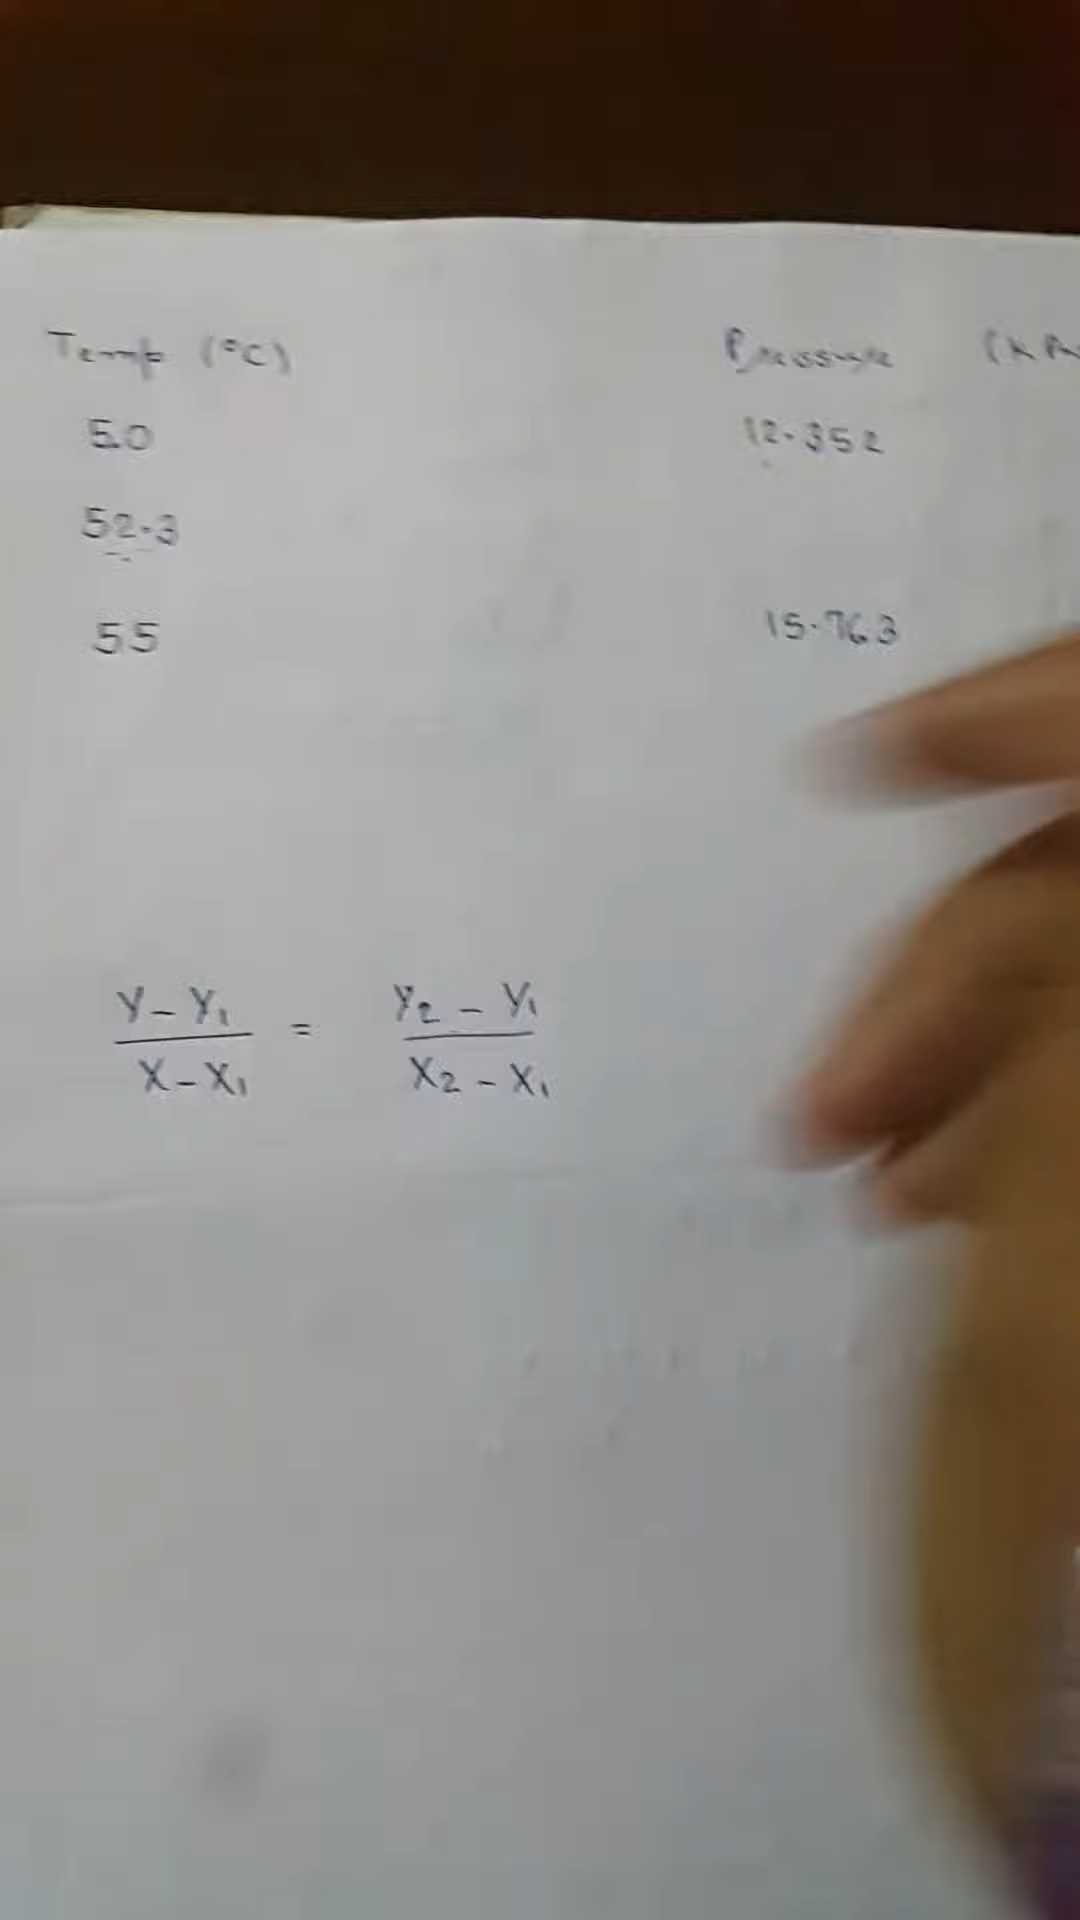 Temp (°C) Pressure
50 12.352
52.3
55 15.763
Y - Y₁ = Y₂ - Y₁
X - X₁ X₂ - X₁